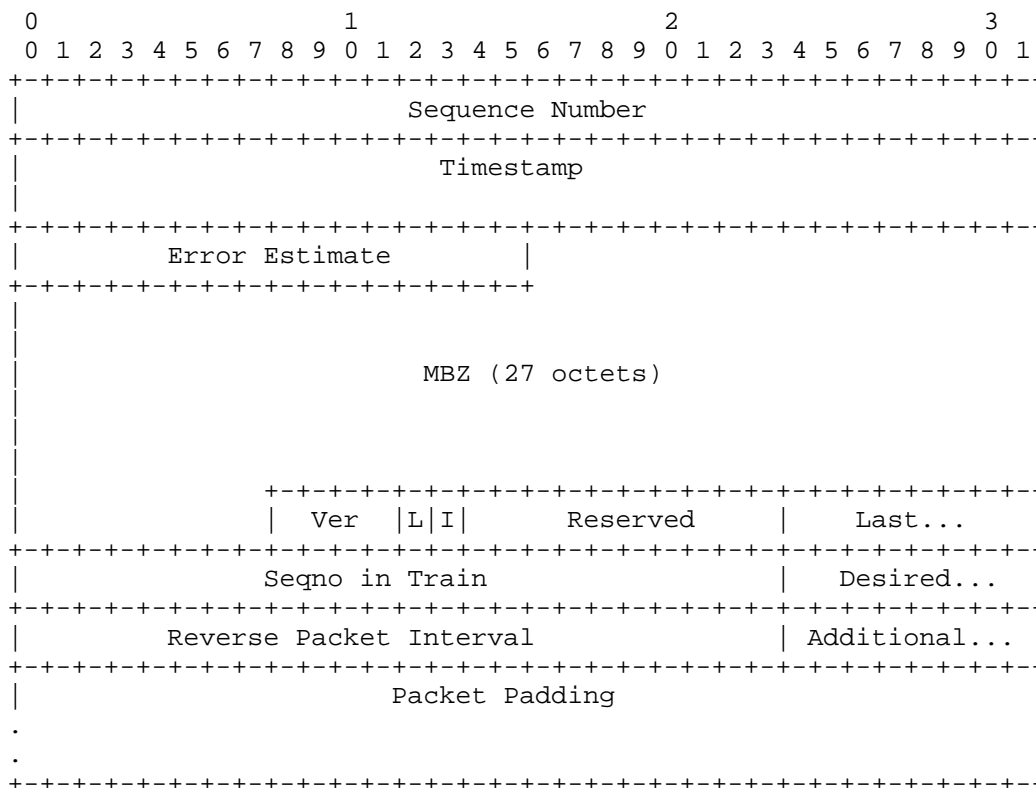 0                   1                   2                   3
 0 1 2 3 4 5 6 7 8 9 0 1 2 3 4 5 6 7 8 9 0 1 2 3 4 5 6 7 8 9 0 1
+-+-+-+-+-+-+-+-+-+-+-+-+-+-+-+-+-+-+-+-+-+-+-+-+-+-+-+-+-+-+-+-
|                        Sequence Number
+-+-+-+-+-+-+-+-+-+-+-+-+-+-+-+-+-+-+-+-+-+-+-+-+-+-+-+-+-+-+-+-
|                          Timestamp
|
+-+-+-+-+-+-+-+-+-+-+-+-+-+-+-+-+-+-+-+-+-+-+-+-+-+-+-+-+-+-+-+-
|         Error Estimate        |
+-+-+-+-+-+-+-+-+-+-+-+-+-+-+-+-+
|
|
|                         MBZ (27 octets)
|
|
|
|               +-+-+-+-+-+-+-+-+-+-+-+-+-+-+-+-+-+-+-+-+-+-+-+-
|               |  Ver  |L|I|      Reserved     |    Last...
+-+-+-+-+-+-+-+-+-+-+-+-+-+-+-+-+-+-+-+-+-+-+-+-+-+-+-+-+-+-+-+-
|               Seqno in Train                  |   Desired...
+-+-+-+-+-+-+-+-+-+-+-+-+-+-+-+-+-+-+-+-+-+-+-+-+-+-+-+-+-+-+-+-
|         Reverse Packet Interval               | Additional...
+-+-+-+-+-+-+-+-+-+-+-+-+-+-+-+-+-+-+-+-+-+-+-+-+-+-+-+-+-+-+-+-
|                       Packet Padding
.
.
+-+-+-+-+-+-+-+-+-+-+-+-+-+-+-+-+-+-+-+-+-+-+-+-+-+-+-+-+-+-+-+-